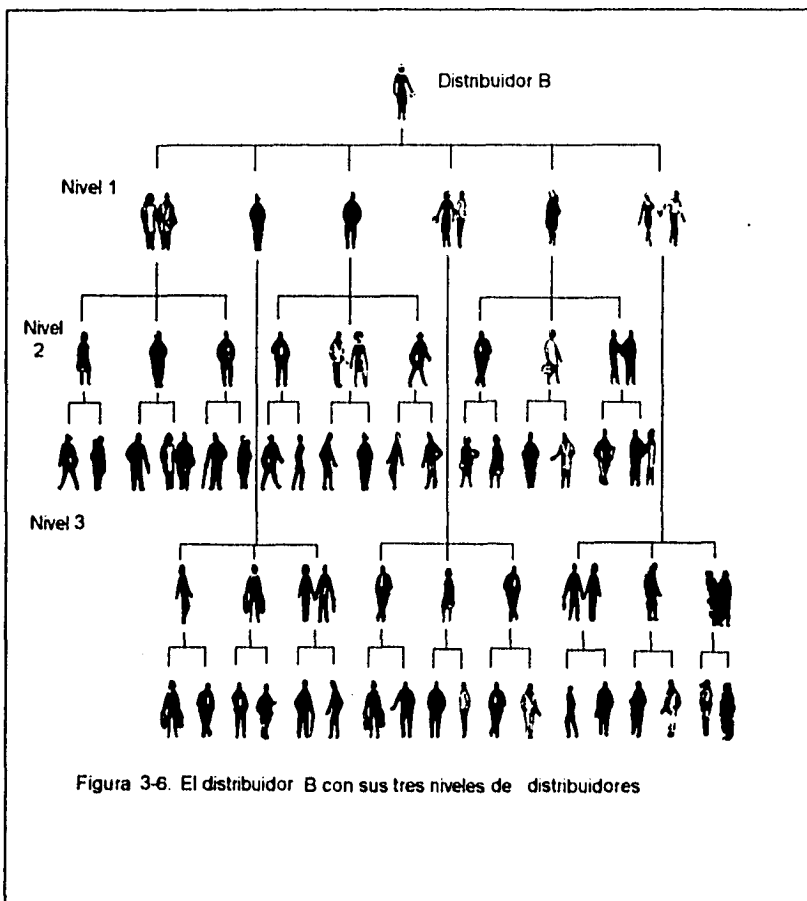 Distribuidor B
Nivel 1
Nivel
2
Nivel 3
Figura 3-6. El distribuidor B con sus tres niveles de distribuidores